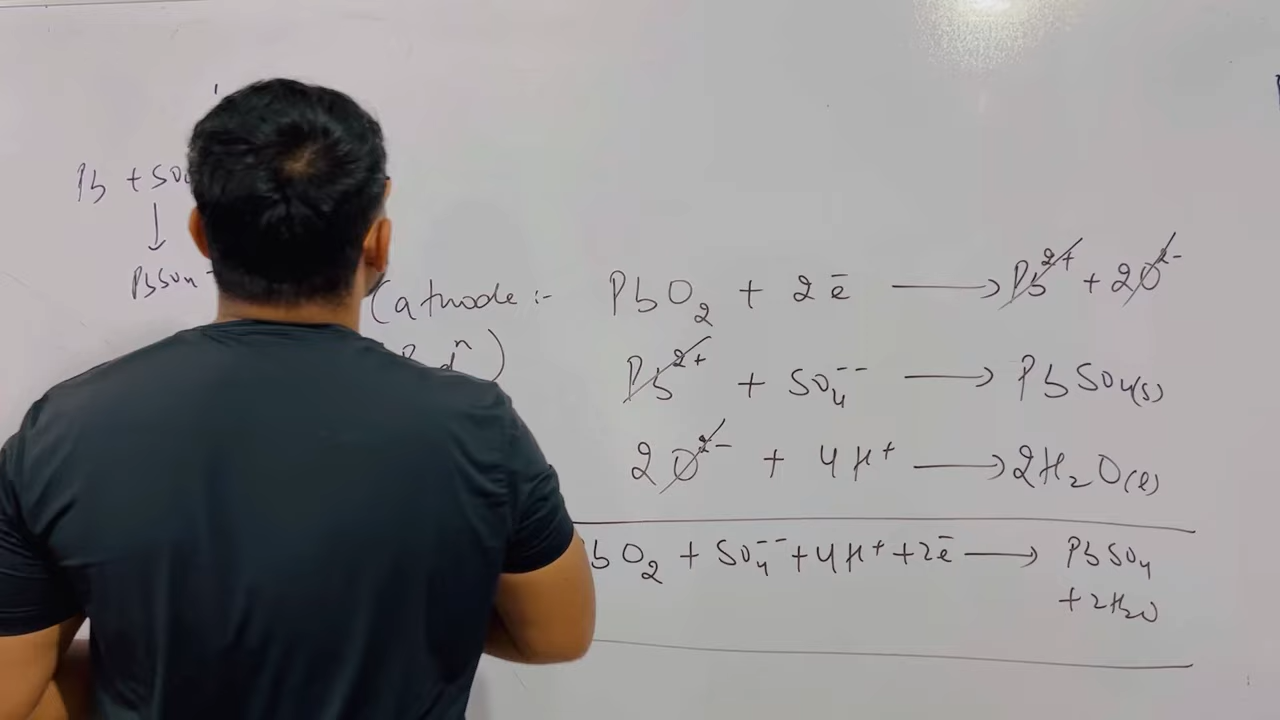 Pb + SO
↓
PbSO4
Cathode :- PbO2 + 2e̅ ⟶ Pb2+ + 2O2-
Pb2+ + SO4-- ⟶ PbSO4(s)
2O2- + 4H+ ⟶ 2H2O(l)
bO2 + SO4-- + 4H+ + 2e̅ ⟶ PbSO4
+ 2H2O